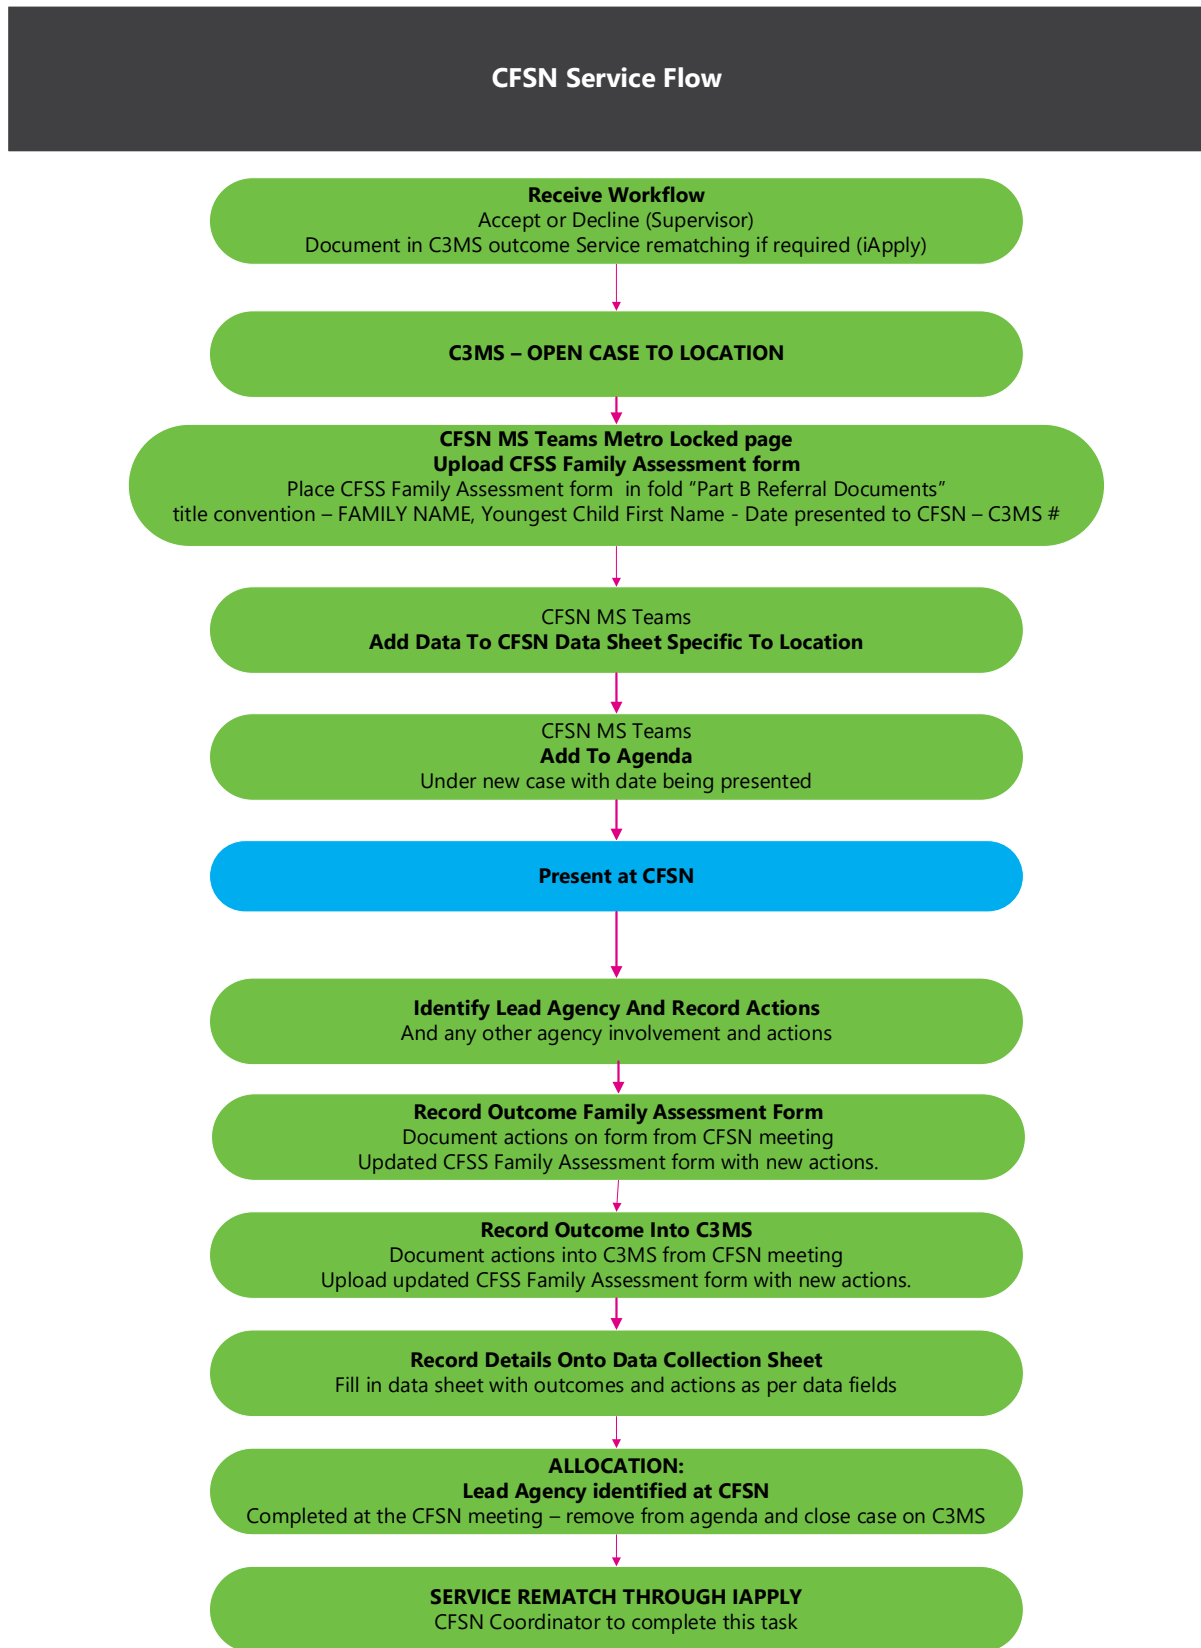 CFSN Service Flow
Receive Workflow
Accept or Decline (Supervisor)
Document in C3MS outcome Service rematching if required (iApply)
C3MS – OPEN CASE TO LOCATION
CFSN MS Teams Metro Locked page
Upload CFSS Family Assessment form
Place CFSS Family Assessment form in fold “Part B Referral Documents”
title convention – FAMILY NAME, Youngest Child First Name - Date presented to CFSN – C3MS #
CFSN MS Teams
Add Data To CFSN Data Sheet Specific To Location
CFSN MS Teams
Add To Agenda
Under new case with date being presented
Present at CFSN
Identify Lead Agency And Record Actions
And any other agency involvement and actions
Record Outcome Family Assessment Form
Document actions on form from CFSN meeting
Updated CFSS Family Assessment form with new actions.
Record Outcome Into C3MS
Document actions into C3MS from CFSN meeting
Upload updated CFSS Family Assessment form with new actions.
Record Details Onto Data Collection Sheet
Fill in data sheet with outcomes and actions as per data fields
ALLOCATION:
Lead Agency identified at CFSN
Completed at the CFSN meeting – remove from agenda and close case on C3MS
SERVICE REMATCH THROUGH IAPPLY
CFSN Coordinator to complete this task